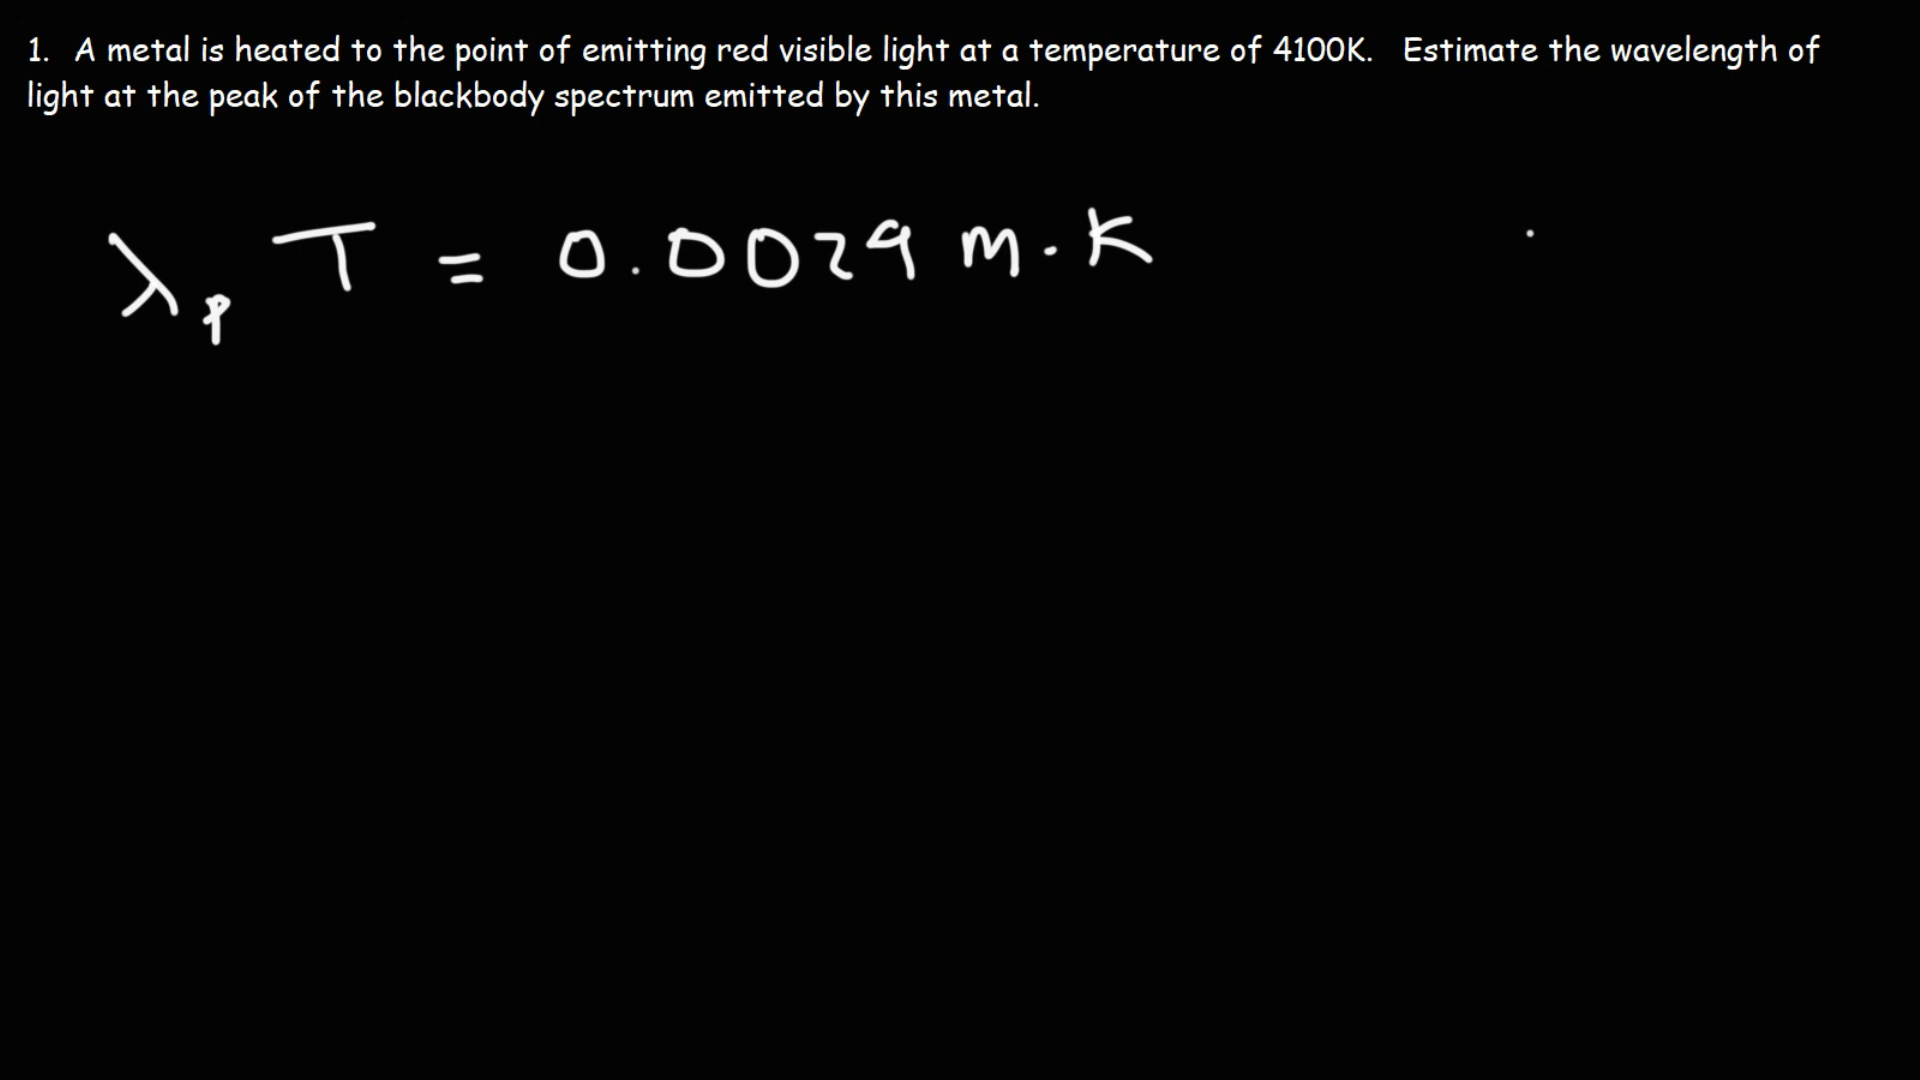 1. A metal is heated to the point of emitting red visible light at a temperature of 4100K. Estimate the wavelength of
light at the peak of the blackbody spectrum emitted by this metal.
λₚ T = 0.0029 m·K